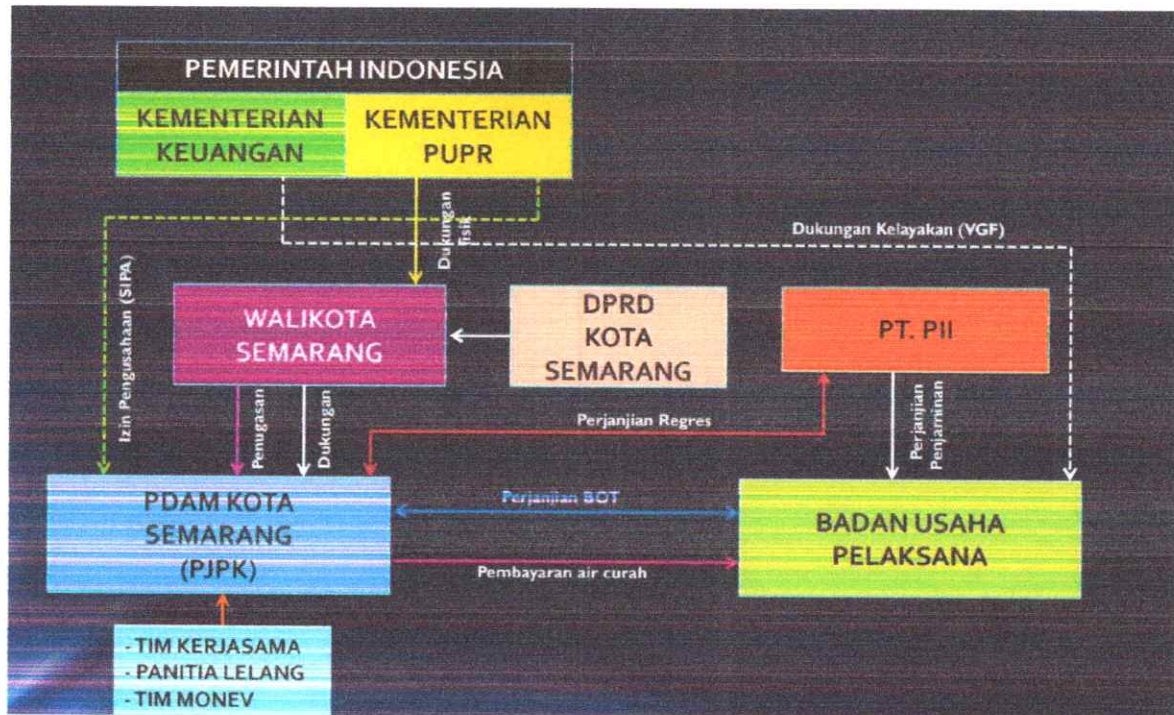 PEMERINTAH INDONESIA
KEMENTERIAN
KEUANGAN
KEMENTERIAN
PUPR
Dukungan
fisik
Dukungan Kelayakan (VGF)
Izin Pengusahaan (SIPA)
WALIKOTA
SEMARANG
DPRD
KOTA
SEMARANG
PT. PII
Penugasan
Dukungan
Perjanjian Regres
Perjanjian
Penjaminan
PDAM KOTA
SEMARANG
(PJPK)
Perjanjian BOT
Pembayaran air curah
BADAN USAHA
PELAKSANA
- TIM KERJASAMA
- PANITIA LELANG
- TIM MONEV